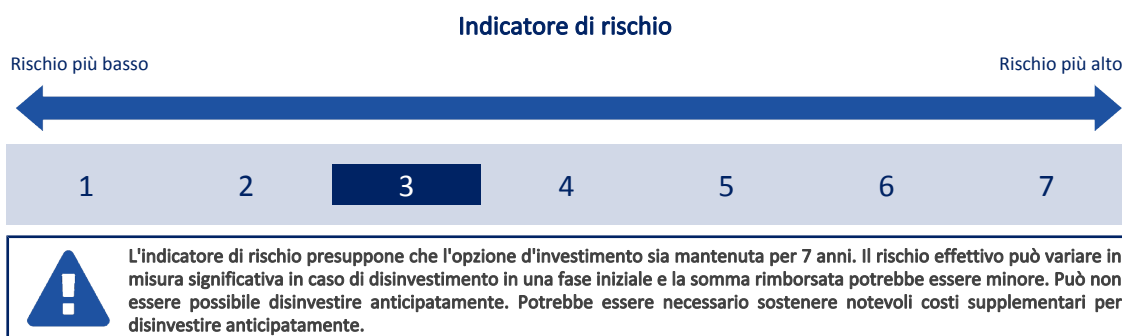 Indicatore di rischio
Rischio più basso
Rischio più alto
1 2 3 4 5 6 7
L'indicatore di rischio presuppone che l'opzione d'investimento sia mantenuta per 7 anni. Il rischio effettivo può variare in
misura significativa in caso di disinvestimento in una fase iniziale e la somma rimborsata potrebbe essere minore. Può non
essere possibile disinvestire anticipatamente. Potrebbe essere necessario sostenere notevoli costi supplementari per
disinvestire anticipatamente.